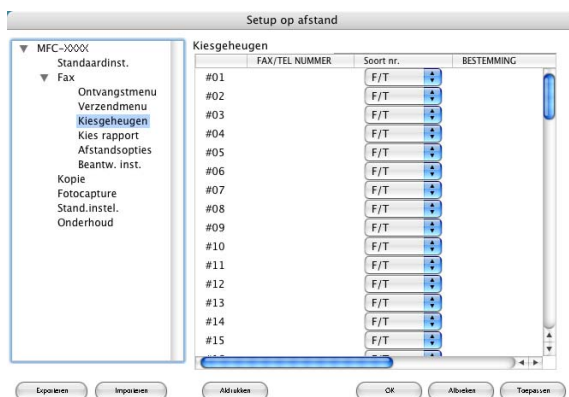 Setup op afstand
MFC-XXXX
Standaardinst.
Fax
Ontvangstmenu
Verzendmenu
Kiesgeheugen
Kies rapport
Afstandsopties
Beantw. inst.
Kopie
Fotocapture
Stand.instel.
Onderhoud
Kiesgeheugen
FAX/TEL NUMMER Soort nr. BESTEMMING
#01 F/T
#02 F/T
#03 F/T
#04 F/T
#05 F/T
#06 F/T
#07 F/T
#08 F/T
#09 F/T
#10 F/T
#11 F/T
#12 F/T
#13 F/T
#14 F/T
#15 F/T
Exporteren Importeren Afdrukken OK Afbreken Toepassen